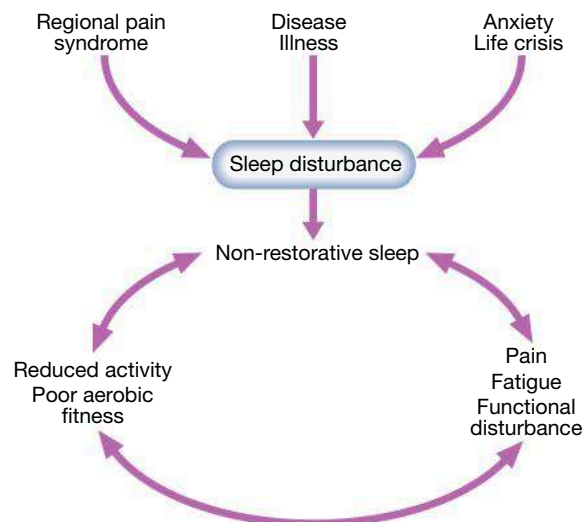 Regional pain
syndrome
Disease
Illness
Anxiety
Life crisis
Sleep disturbance
Non-restorative sleep
Reduced activity
Poor aerobic
fitness
Pain
Fatigue
Functional
disturbance